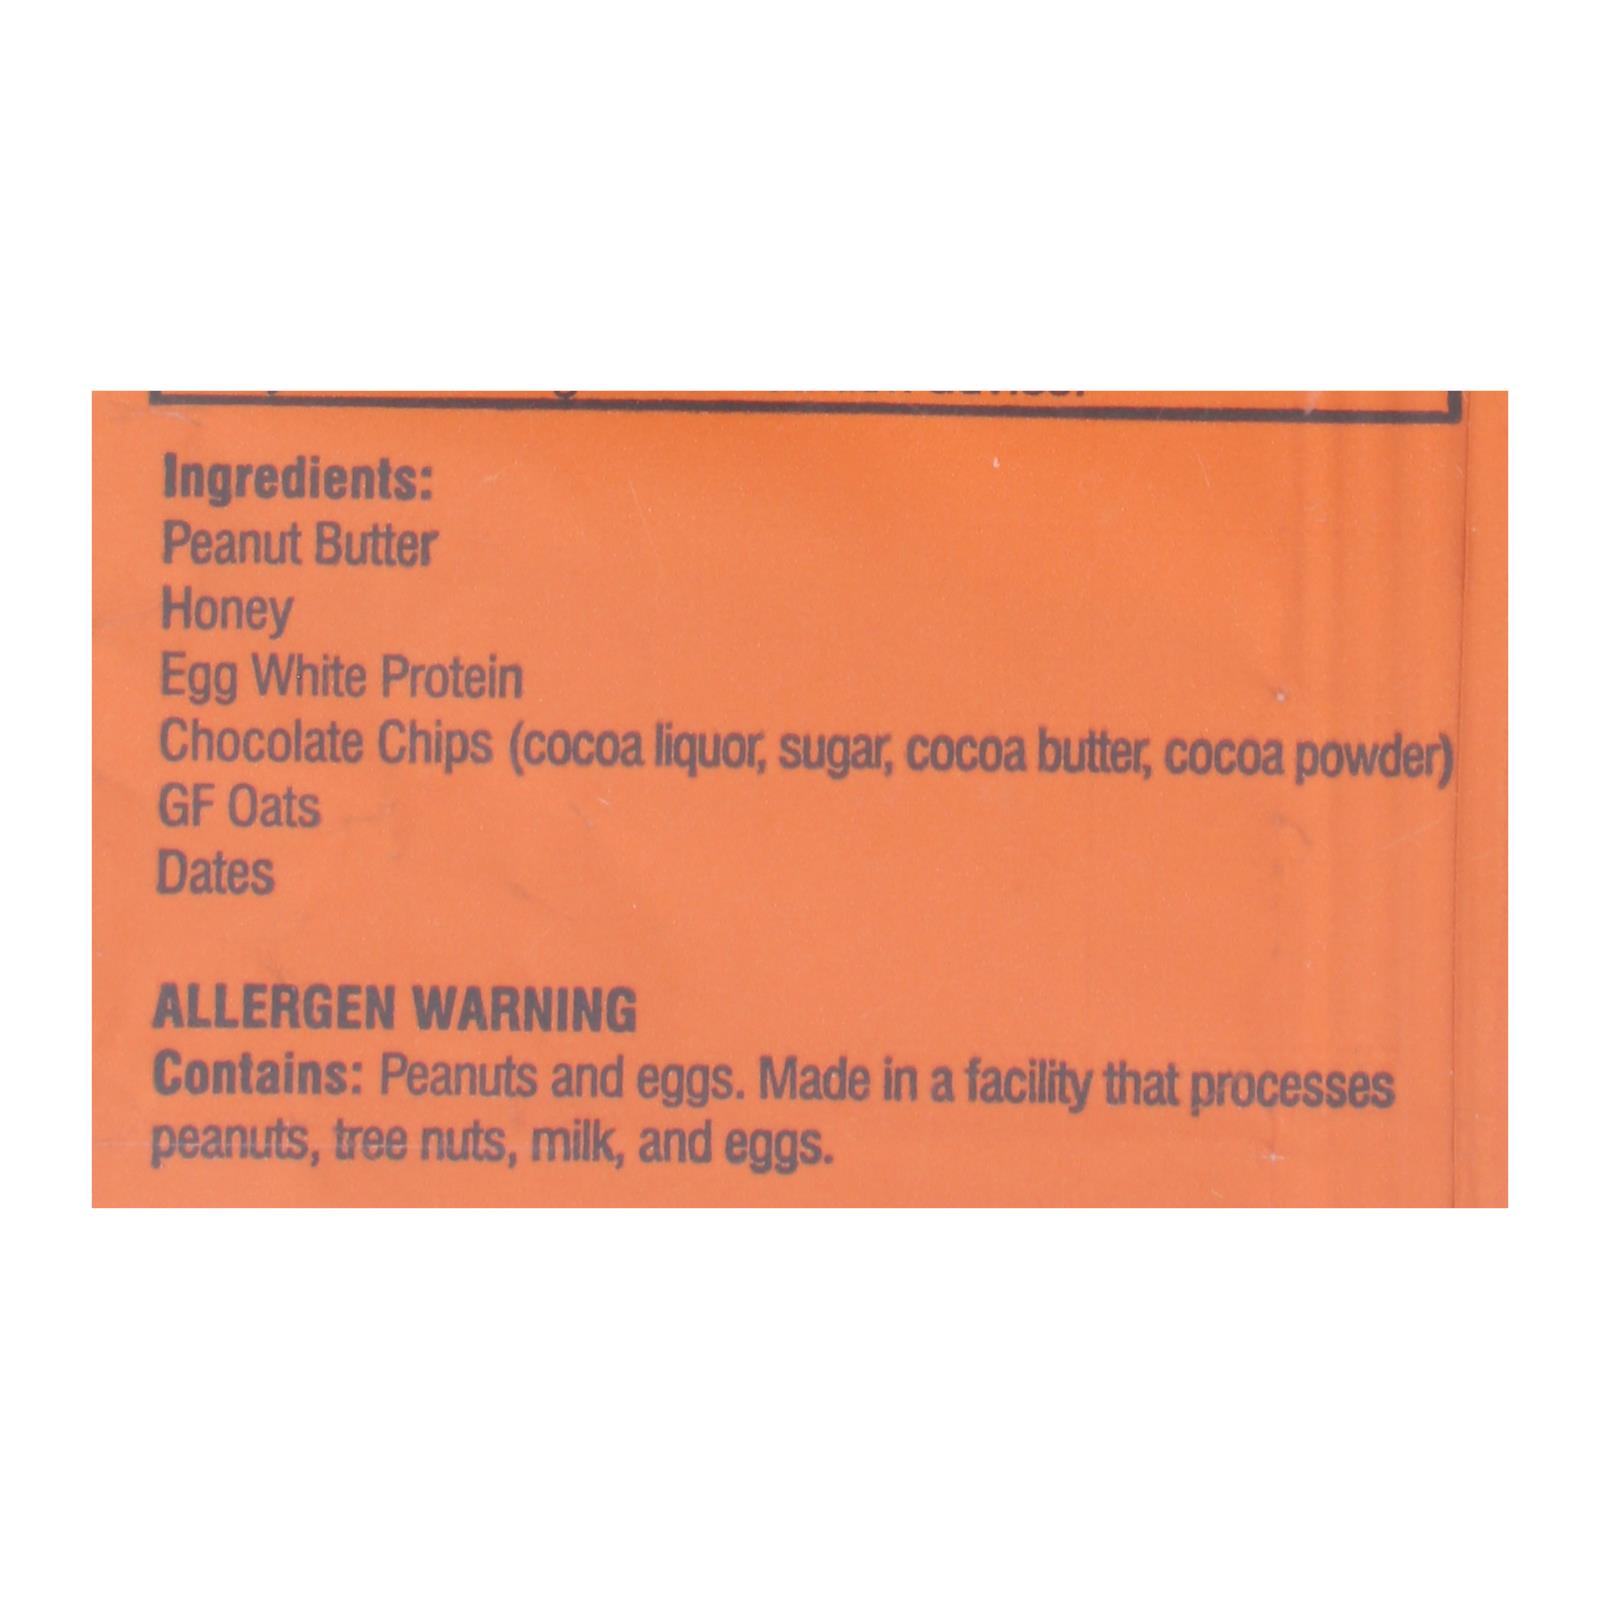 Ingredients:
Peanut Butter
Honey
Egg White Protein
Chocolate Chips (cocoa liquor, sugar, cocoa butter, cocoa powder)
GF Oats
Dates
ALLERGEN WARNING
Contains: Peanuts and eggs. Made in a facility that processes
peanuts, tree nuts, milk, and eggs.